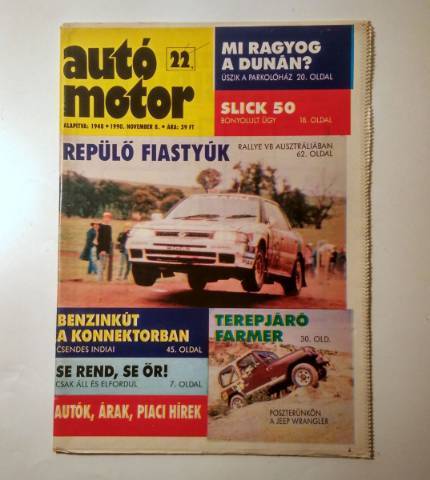 autó
motor
22.
ALAPÍTVA: 1948 • 1990. NOVEMBER 8. • ÁRA: 39 FT
MI RAGYOG
A DUNÁN?
ÚSZIK A PARKOLÓHÁZ 20. OLDAL
SLICK 50
BONYOLULT ÜGY 18. OLDAL
REPÜLŐ FIASTYÚK
RALLYE VB AUSZTRÁLIÁBAN
62. OLDAL
BENZINKÚT
A KONNEKTORBAN
CSENDES INDIAI 45. OLDAL
SE REND, SE ŐR!
CSAK ÁLL ÉS ELFORDUL 7. OLDAL
AUTÓK, ÁRAK, PIACI HÍREK
TEREPJÁRÓ
FARMER
30. OLD.
POSZTERÜNKÖN
A JEEP WRANGLER